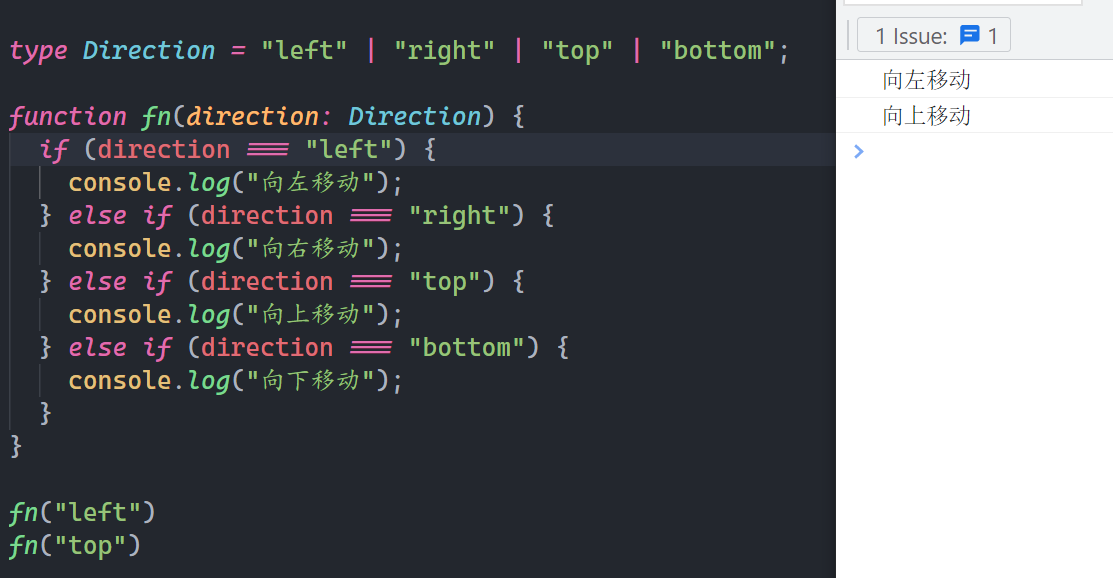 type Direction = "left" | "right" | "top" | "bottom";
function fn(direction: Direction) {
  if (direction === "left") {
    console.log("向左移动");
  } else if (direction === "right") {
    console.log("向右移动");
  } else if (direction === "top") {
    console.log("向上移动");
  } else if (direction === "bottom") {
    console.log("向下移动");
  }
}
fn("left")
fn("top")
1 Issue: 1
向左移动
向上移动
>